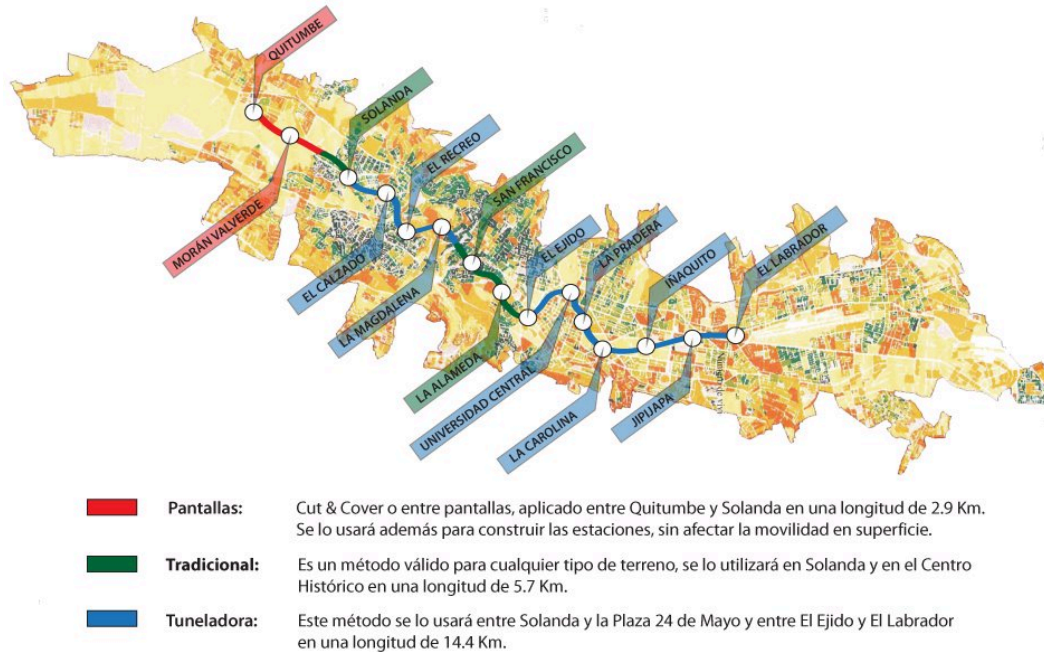 QUITUMBE
SOLANDA
EL RECREO
SAN FRANCISCO
EL EJIDO
LA PRADERA
IÑAQUITO
EL LABRADOR
MORÁN VALVERDE
EL CALZADO
LA MAGDALENA
LA ALAMEDA
UNIVERSIDAD CENTRAL
LA CAROLINA
JIPIJAPA
Pantallas: Cut & Cover o entre pantallas, aplicado entre Quitumbe y Solanda en una longitud de 2.9 Km.
Se lo usará además para construir las estaciones, sin afectar la movilidad en superficie.
Tradicional: Es un método válido para cualquier tipo de terreno, se lo utilizará en Solanda y en el Centro
Histórico en una longitud de 5.7 Km.
Tuneladora: Este método se lo usará entre Solanda y la Plaza 24 de Mayo y entre El Ejido y El Labrador
en una longitud de 14.4 Km.